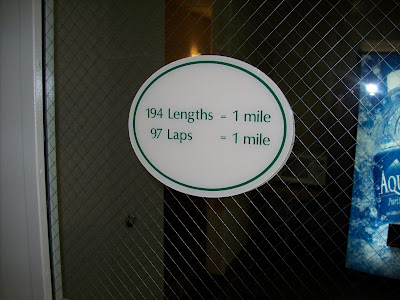 194 Lengths = 1 mile
97 Laps = 1 mile